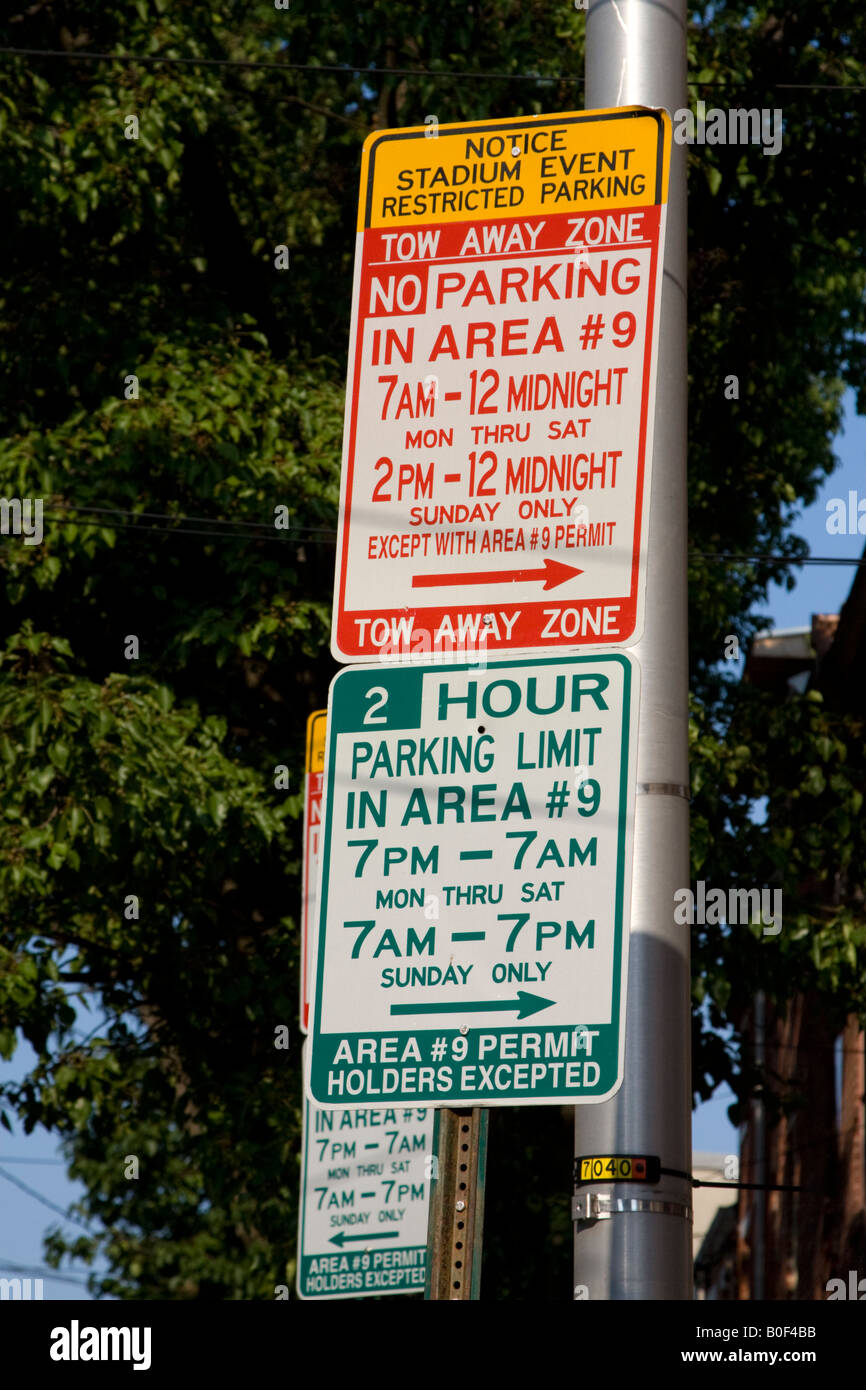 NOTICE
STADIUM EVENT
RESTRICTED PARKING
TOW AWAY ZONE
NO PARKING
IN AREA #9
7AM - 12 MIDNIGHT
MON THRU SAT
2PM - 12 MIDNIGHT
SUNDAY ONLY
EXCEPT WITH AREA #9 PERMIT
TOW AWAY ZONE
2 HOUR
PARKING LIMIT
IN AREA #9
7PM - 7AM
MON THRU SAT
7AM - 7PM
SUNDAY ONLY
AREA #9 PERMIT
HOLDERS EXCEPTED
IN AREA #9
7PM - 7AM
MON THRU SAT
7AM - 7PM
SUNDAY ONLY
AREA #9 PERMIT
HOLDERS EXCEPTED
7040
alamy
Image ID: B0F4BB
www.alamy.com